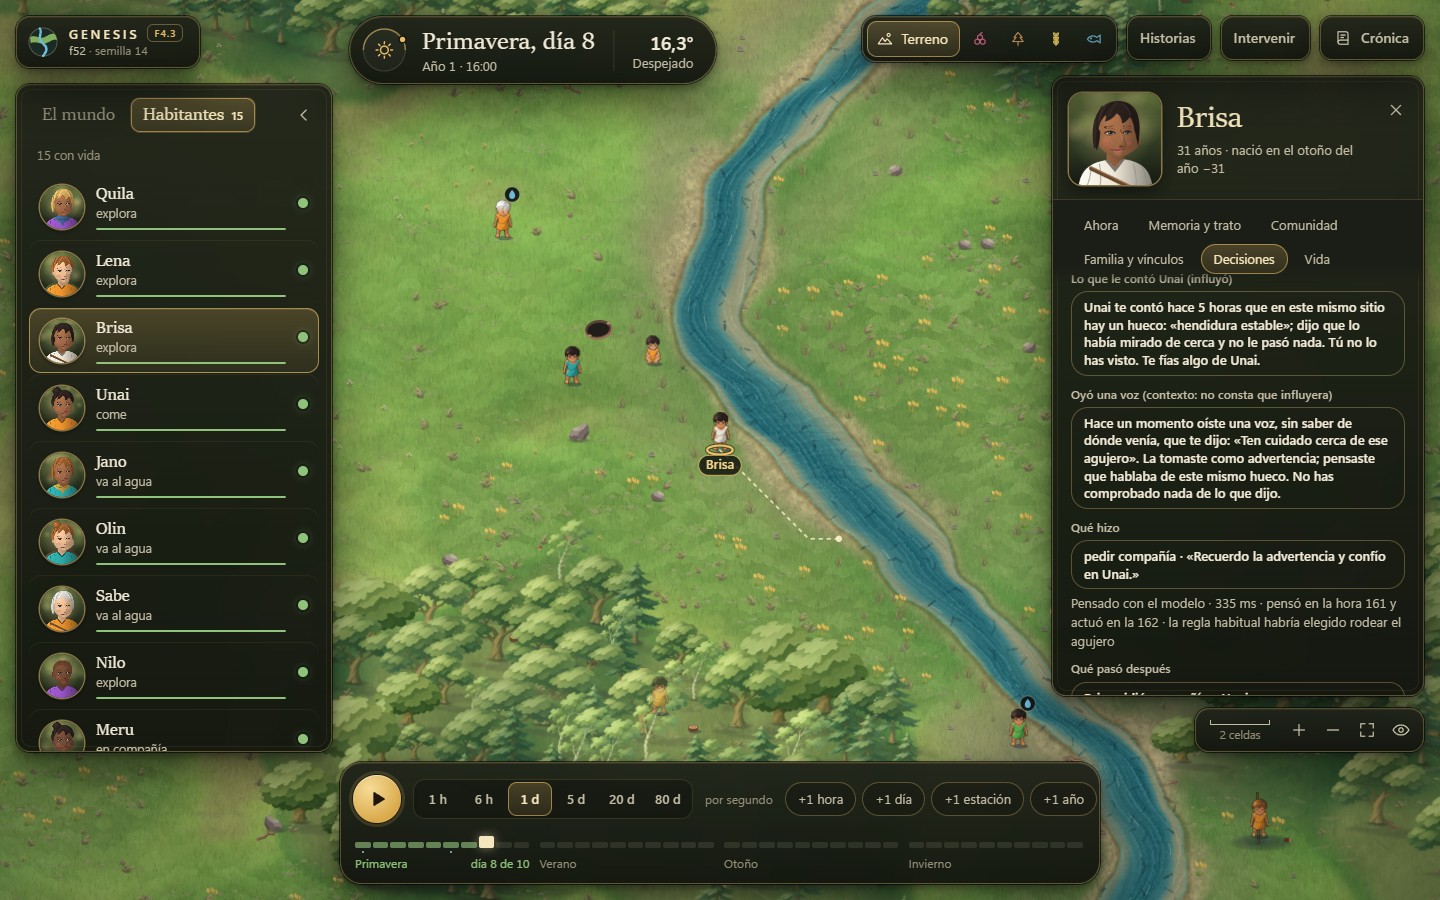 GENESIS F4.3
f52 · semilla 14
Primavera, día 8
Año 1 · 16:00
16,3°
Despejado
Terreno
Historias
Intervenir
Crónica
El mundo
Habitantes 15
15 con vida
Quila
explora
Lena
explora
Brisa
explora
Unai
come
Jano
va al agua
Olin
va al agua
Sabe
va al agua
Nilo
explora
Meru
en compañía
Brisa
Brisa
31 años · nació en el otoño del
año −31
Ahora
Memoria y trato
Comunidad
Familia y vínculos
Decisiones
Vida
Lo que le contó Unai (influyó)
Unai te contó hace 5 horas que en este mismo sitio
hay un hueco: «hendidura estable»; dijo que lo
había mirado de cerca y no le pasó nada. Tú no lo
has visto. Te fías algo de Unai.
Oyó una voz (contexto: no consta que influyera)
Hace un momento oíste una voz, sin saber de
dónde venía, que te dijo: «Ten cuidado cerca de ese
agujero». La tomaste como advertencia; pensaste
que hablaba de este mismo hueco. No has
comprobado nada de lo que dijo.
Qué hizo
pedir compañía · «Recuerdo la advertencia y confío
en Unai.»
Pensado con el modelo · 335 ms · pensó en la hora 161 y
actuó en la 162 · la regla habitual habría elegido rodear el
agujero
Qué pasó después
2 celdas
1 h
6 h
1 d
5 d
20 d
80 d
por segundo
+1 hora
+1 día
+1 estación
+1 año
Primavera
día 8 de 10
Verano
Otoño
Invierno